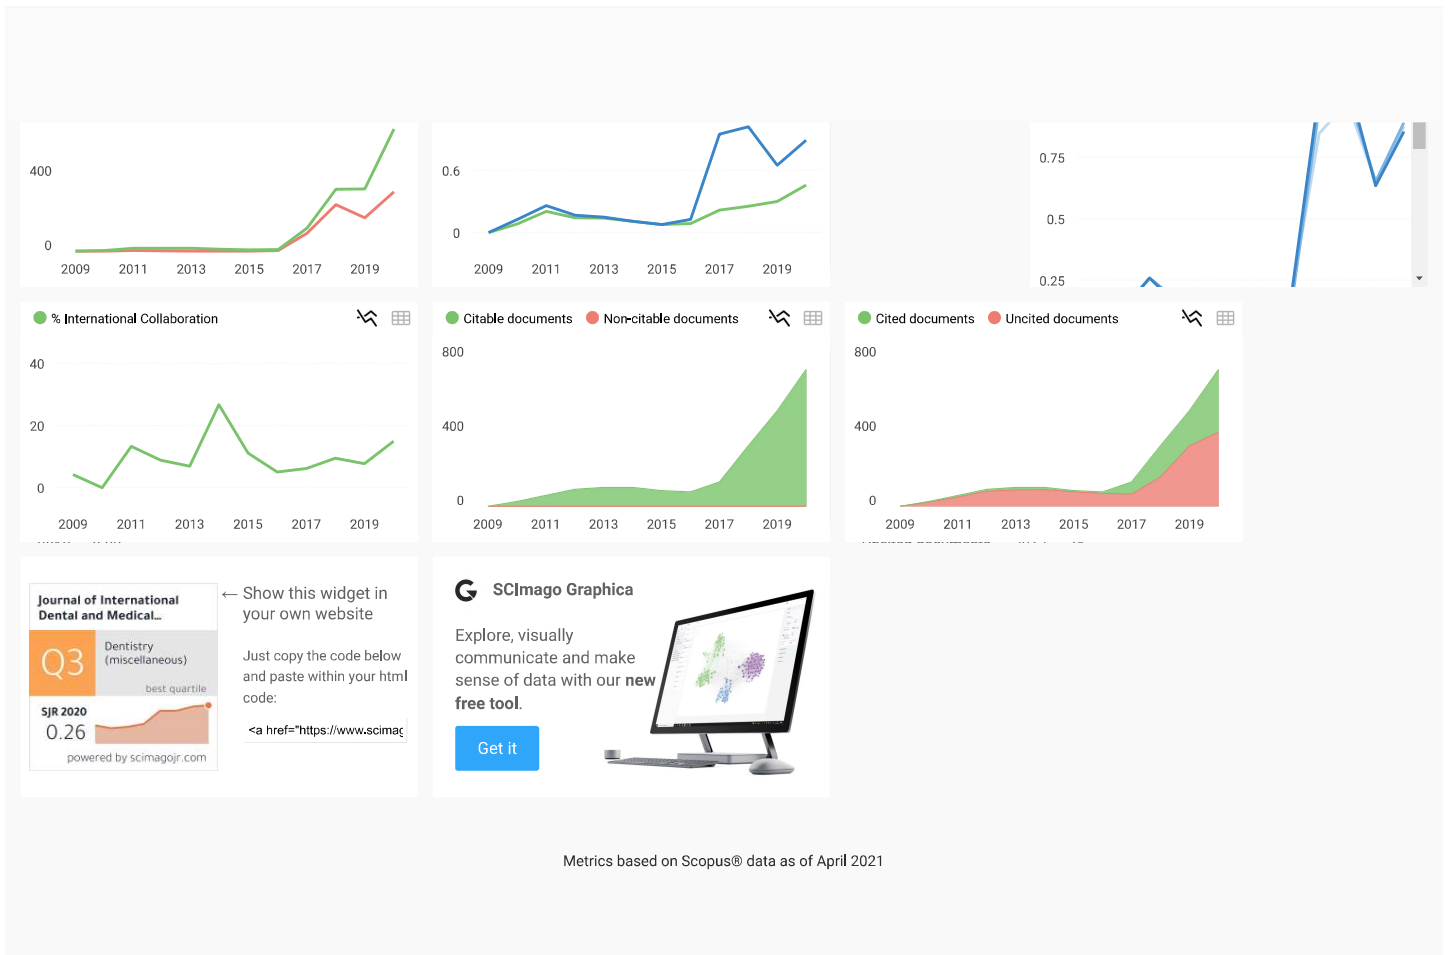 400
0
2009 2011 2013 2015 2017 2019
0.6
0
2009 2011 2013 2015 2017 2019
0.75
0.5
0.25
% International Collaboration
40
20
0
2009 2011 2013 2015 2017 2019
Citable documents Non-citable documents
800
400
0
2009 2011 2013 2015 2017 2019
Cited documents Uncited documents
800
400
0
2009 2011 2013 2015 2017 2019
Journal of International
Dental and Medical...
Q3
Dentistry
(miscellaneous)
best quartile
SJR 2020
0.26
powered by scimagojr.com
← Show this widget in
your own website
Just copy the code below
and paste within your html
code:
<a href="https://www.scimag
SCImago Graphica
Explore, visually
communicate and make
sense of data with our new
free tool.
Get it
Metrics based on Scopus® data as of April 2021